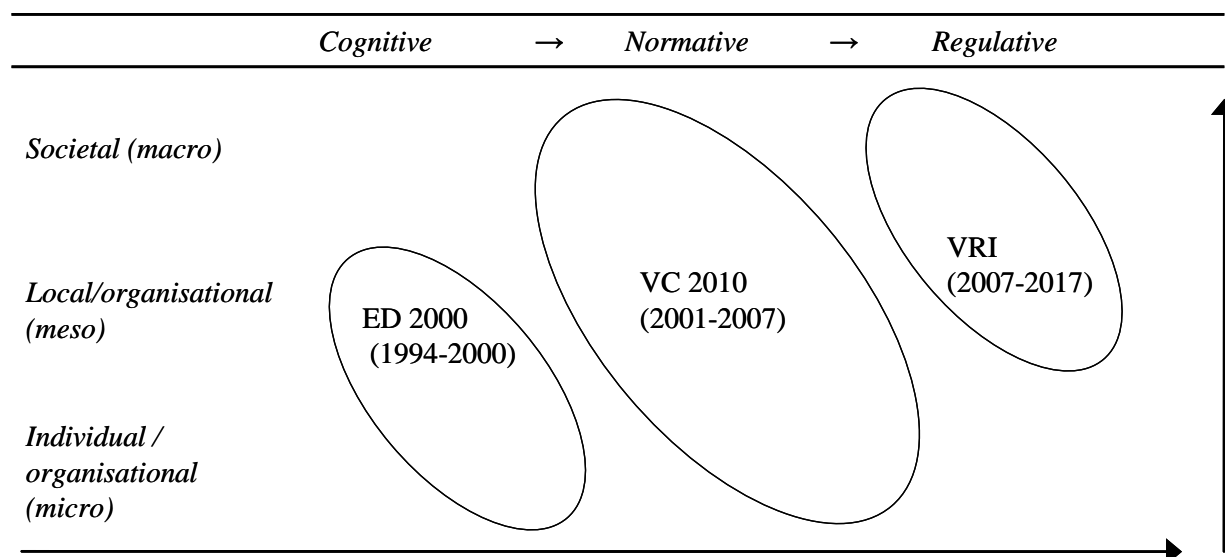 Cognitive → Normative → Regulative
Societal (macro)
Local/organisational
(meso)
Individual /
organisational
(micro)
ED 2000
(1994-2000)
VC 2010
(2001-2007)
VRI
(2007-2017)